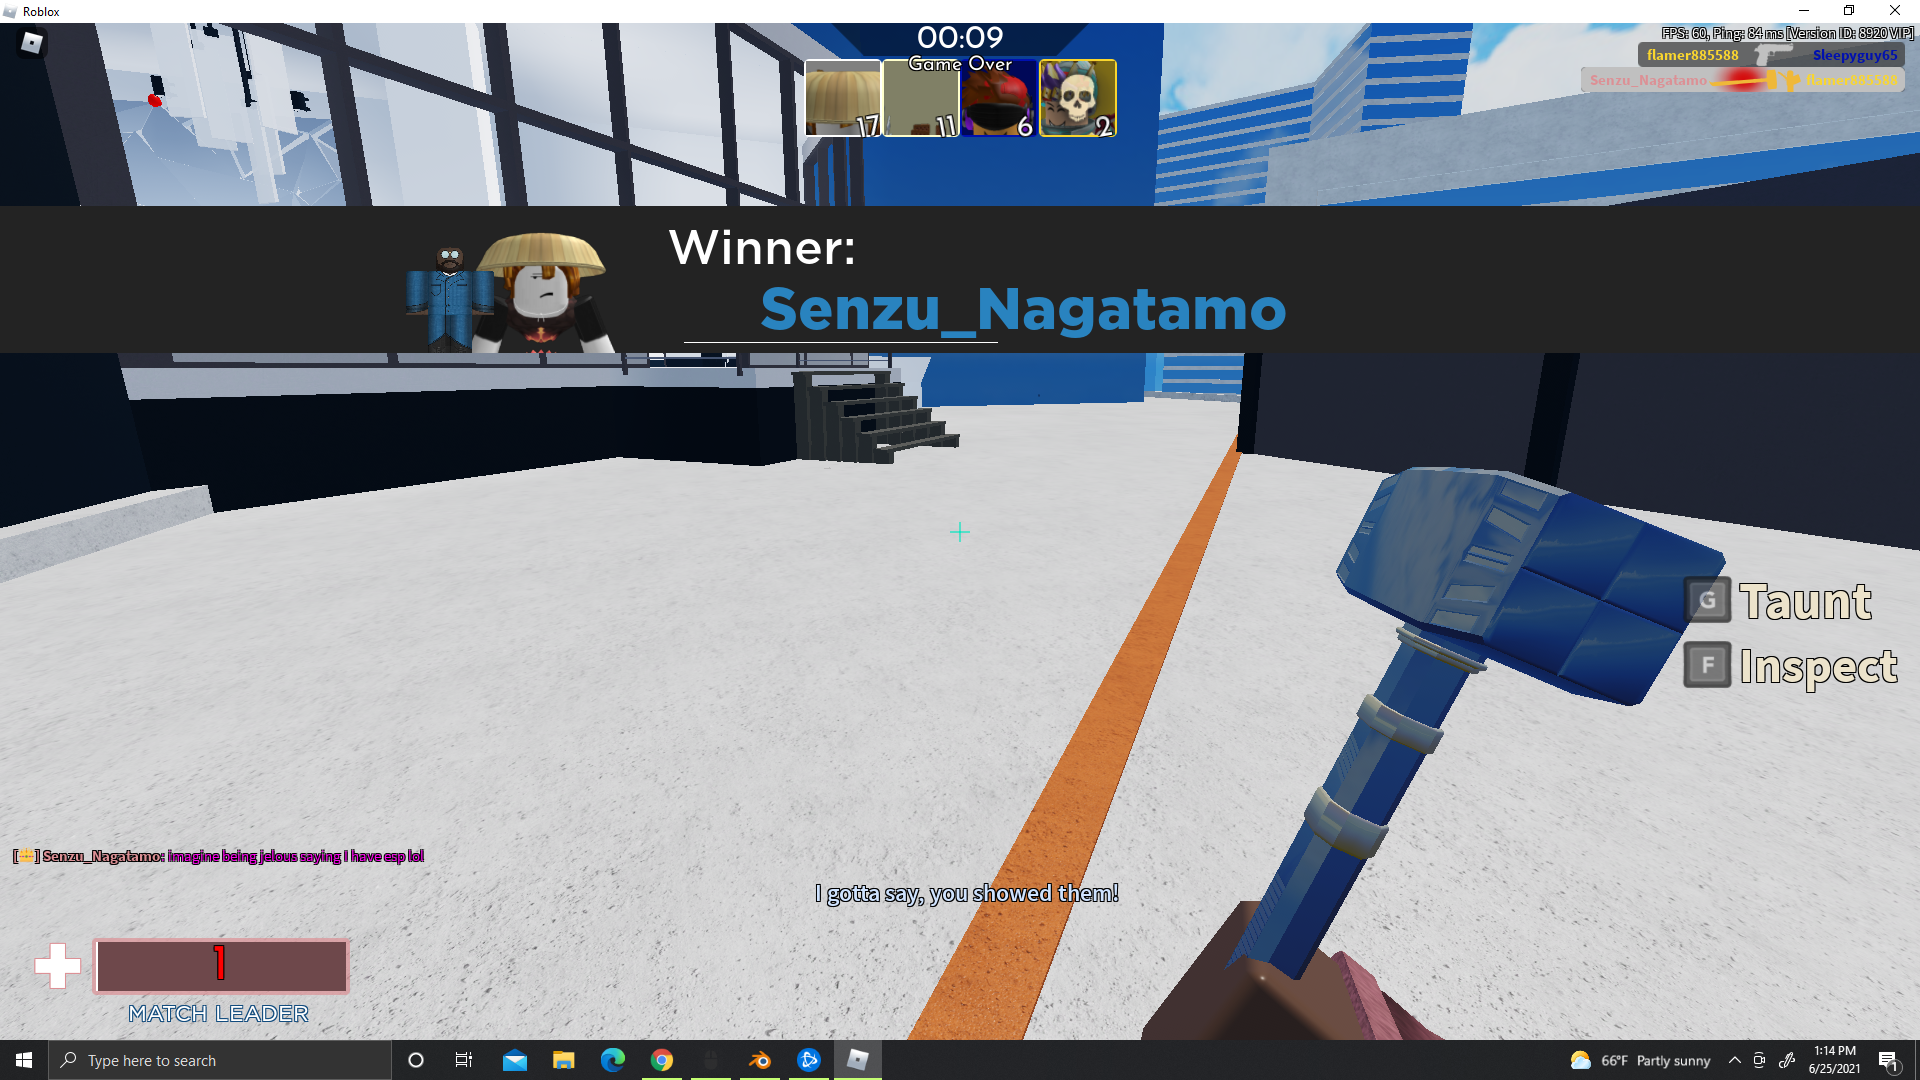 Roblox
00:09
Game Over
17
11
6
2
FPS: 60, Ping: 84 ms [Version ID: 8920 VIP]
flamer885588 Sleepyguy65
Senzu_Nagatamo flamer885588
Winner:
Senzu_Nagatamo
G Taunt
F Inspect
Senzu_Nagatamo: imagine being jelous saying I have esp lol
I gotta say, you showed them!
1
MATCH LEADER
Type here to search
66°F Partly sunny
1:14 PM
6/25/2021
1